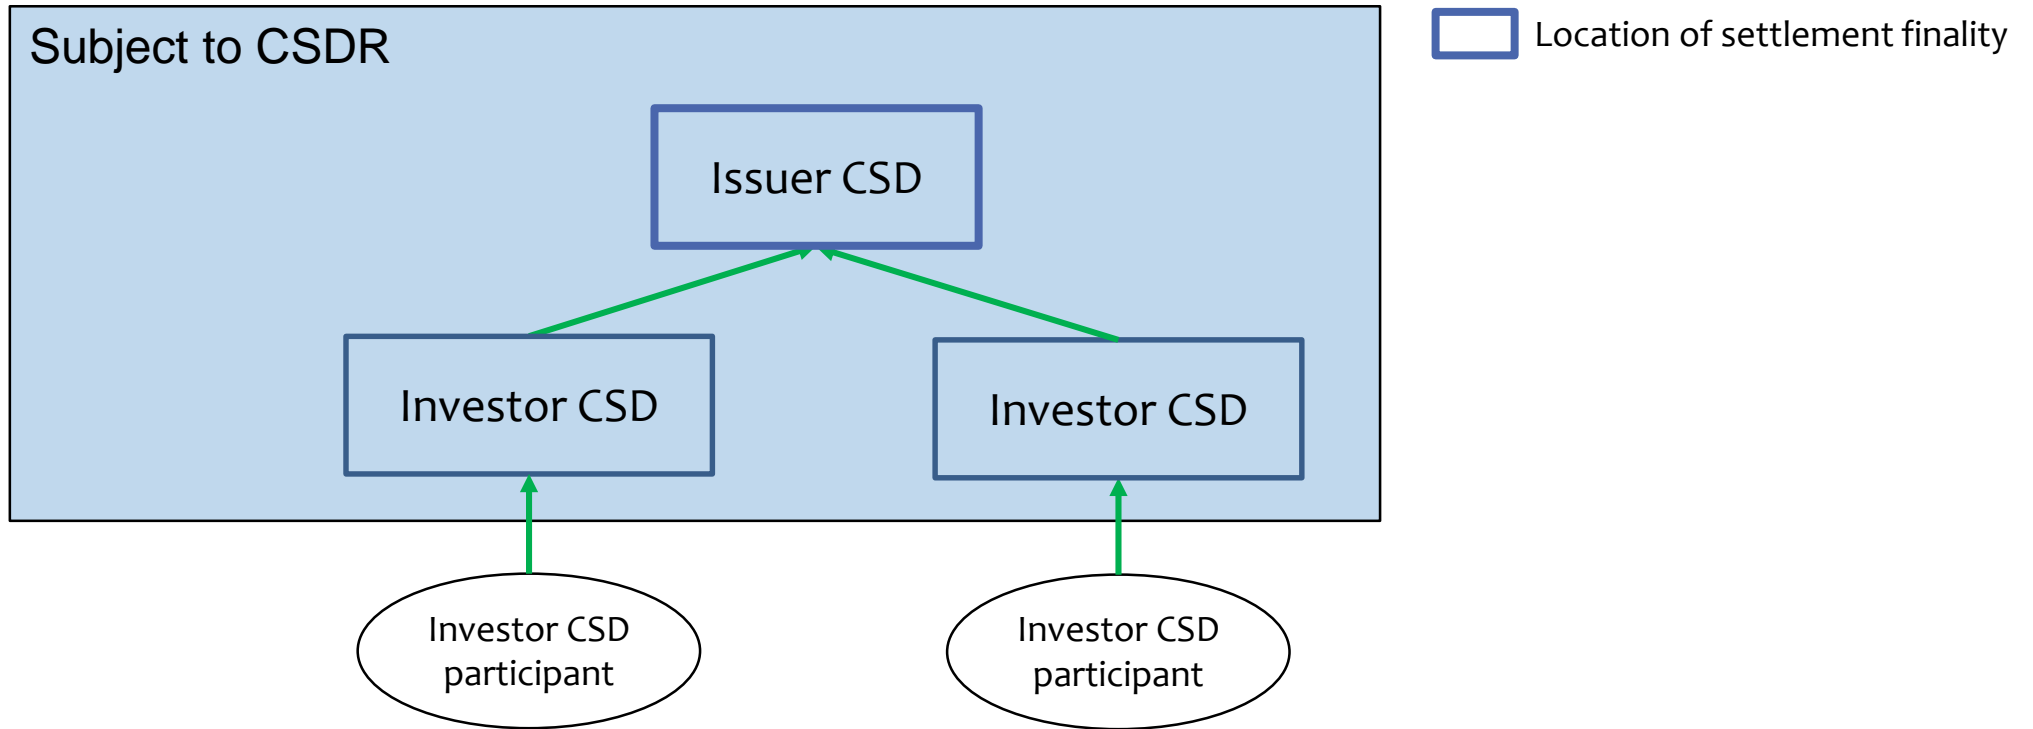 Subject to CSDR
Location of settlement finality
Issuer CSD
Investor CSD
Investor CSD
Investor CSD
participant
Investor CSD
participant